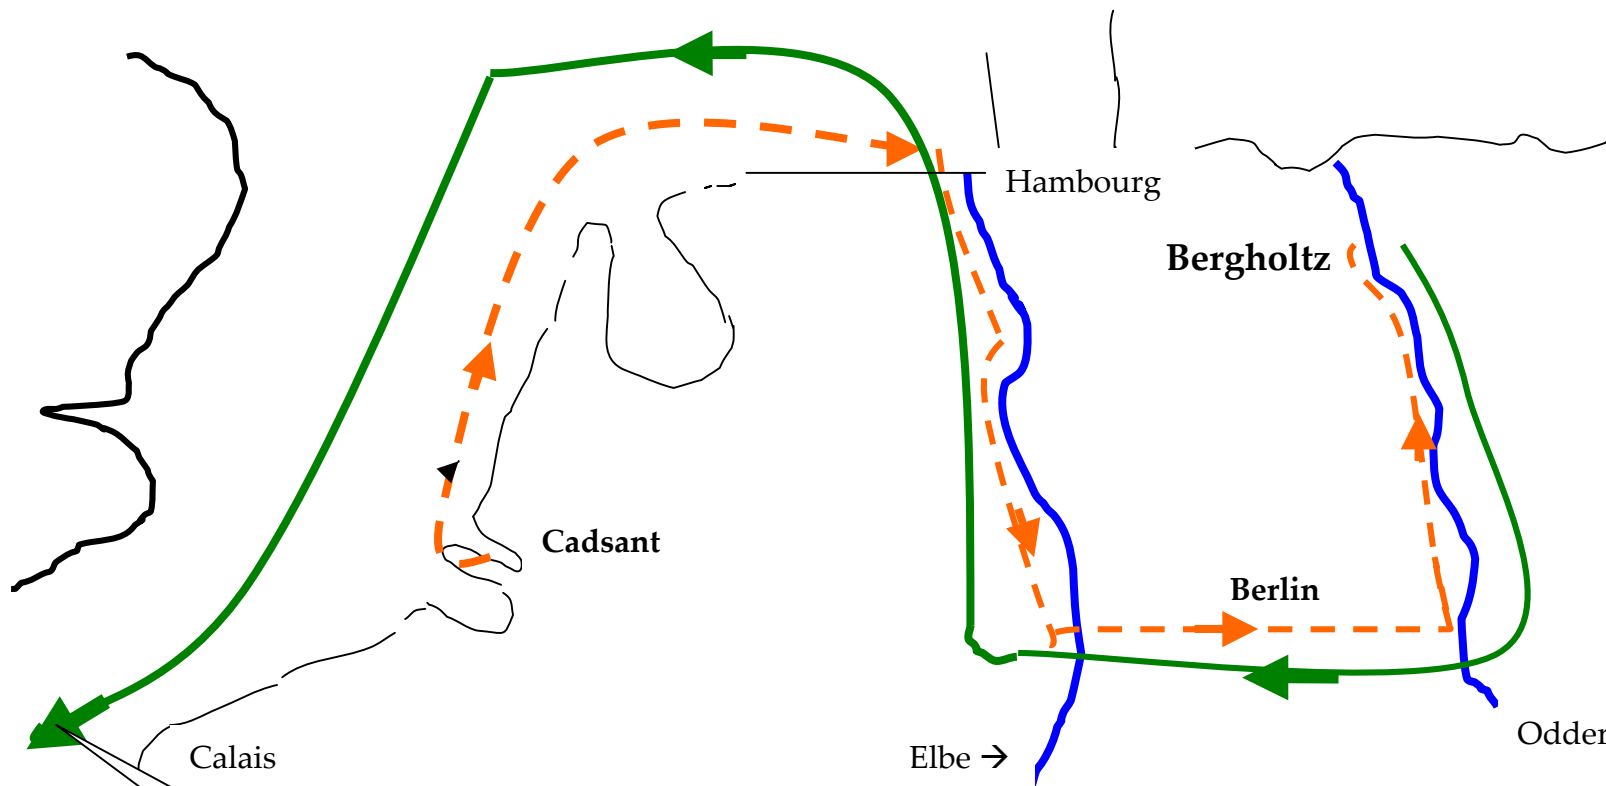 Hambourg
Bergholtz
Cadsant
Berlin
Odder
Calais
Elbe →